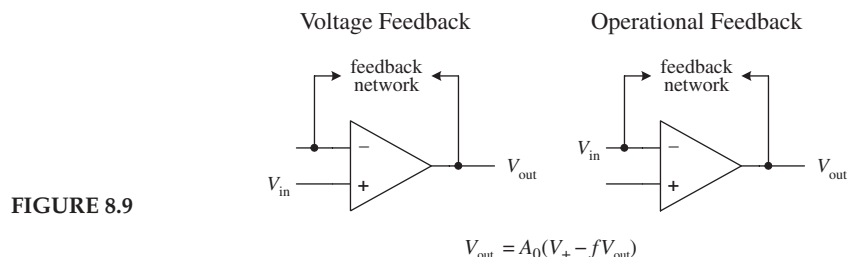 Voltage Feedback
Operational Feedback
feedback
network
feedback
network
−
+
V_in
V_out
−
+
V_in
V_out
FIGURE 8.9
V_out = A_0(V_+ − fV_out)